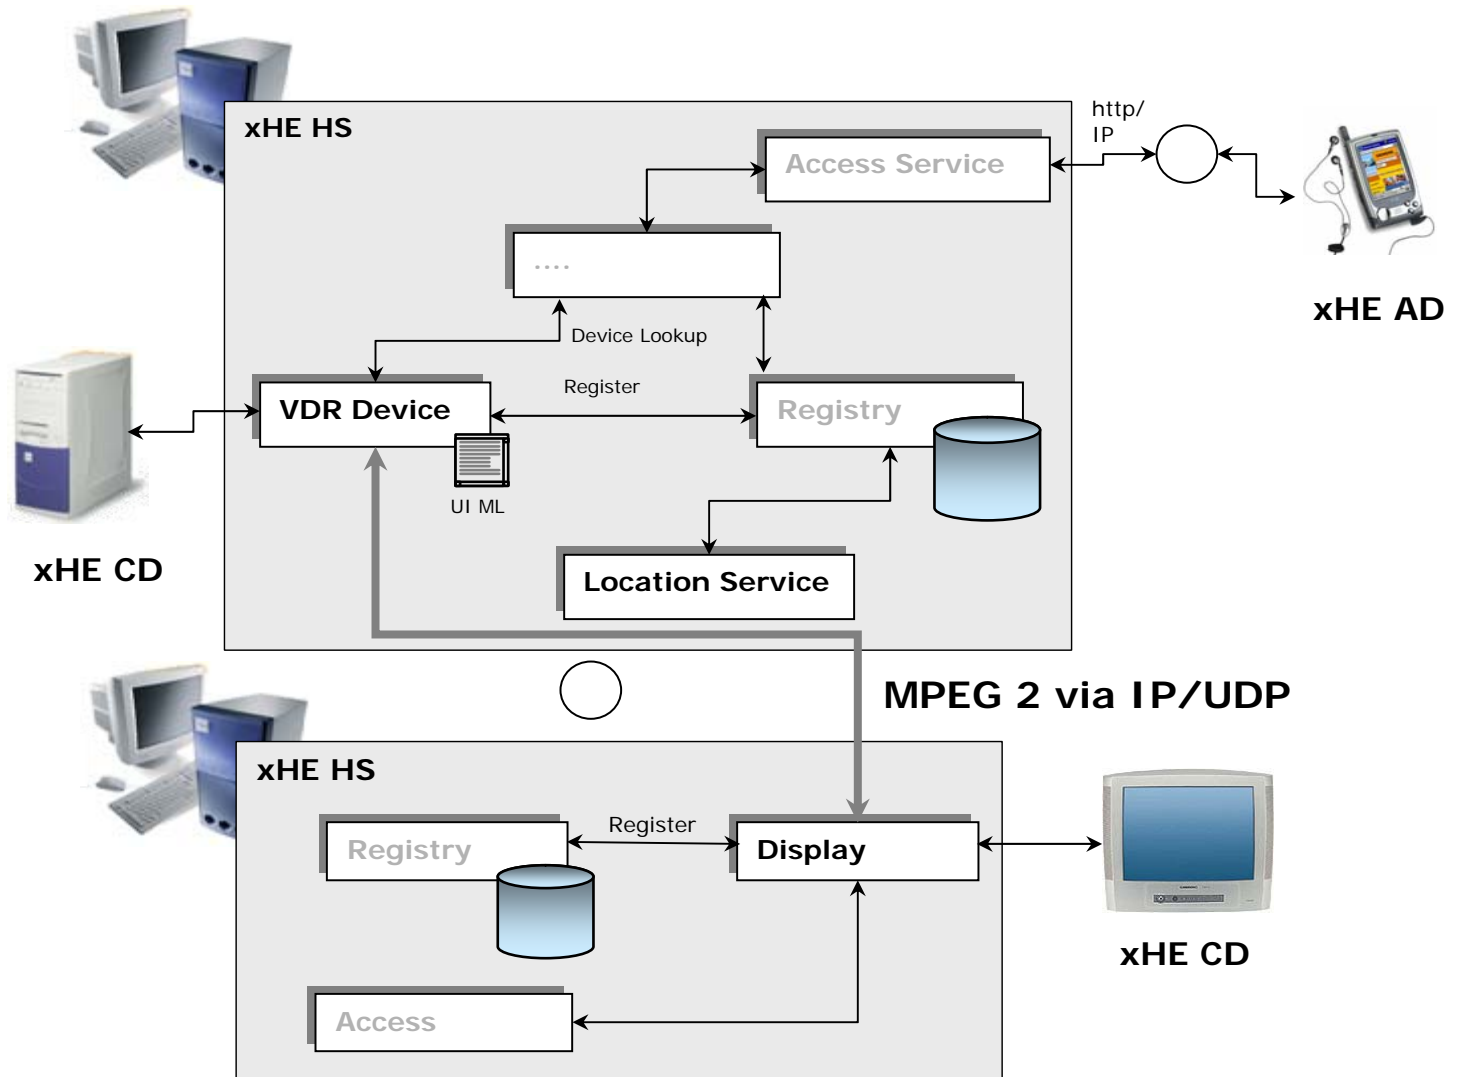 xHE HS
http/
IP
Access Service
....
xHE AD
Device Lookup
Register
VDR Device
Registry
UI ML
xHE CD
Location Service
MPEG 2 via IP/UDP
xHE HS
Register
Registry
Display
xHE CD
Access